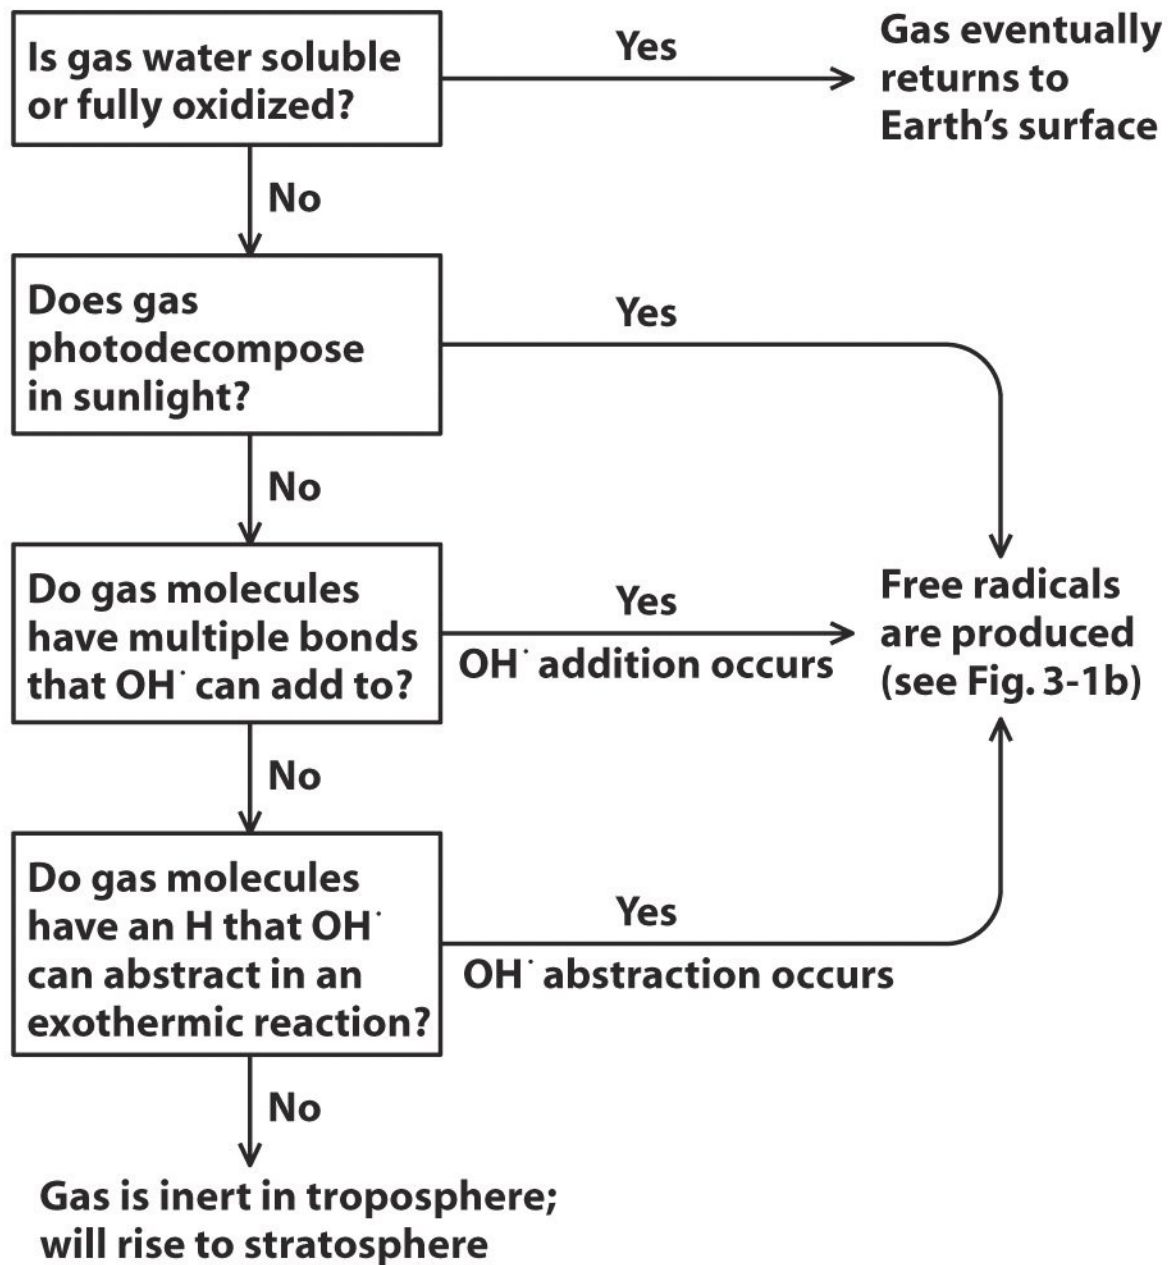 Is gas water soluble
or fully oxidized?
Yes
Gas eventually
returns to
Earth's surface
No
Does gas
photodecompose
in sunlight?
Yes
No
Do gas molecules
have multiple bonds
that OH˙ can add to?
Yes
OH˙ addition occurs
Free radicals
are produced
(see Fig. 3-1b)
No
Do gas molecules
have an H that OH˙
can abstract in an
exothermic reaction?
Yes
OH˙ abstraction occurs
No
Gas is inert in troposphere;
will rise to stratosphere